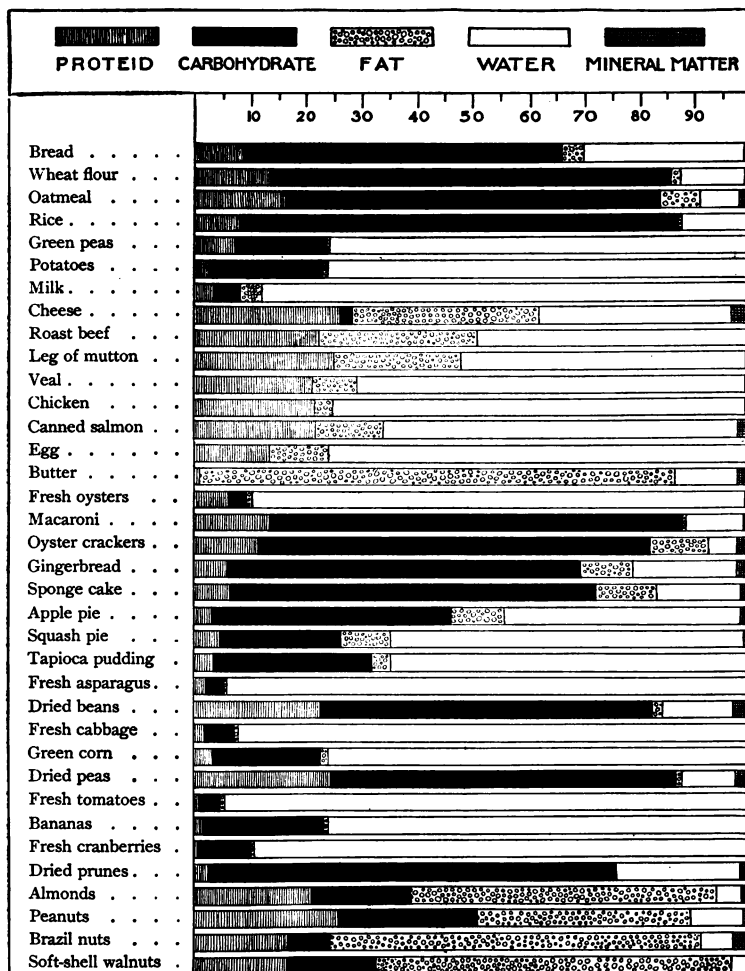 PROTEID CARBOHYDRATE FAT WATER MINERAL MATTER
10 20 30 40 50 60 70 80 90
Bread . . . . .
Wheat flour . . .
Oatmeal . . . .
Rice . . . . . .
Green peas . . .
Potatoes . . . .
Milk . . . . . .
Cheese . . . . .
Roast beef . . .
Leg of mutton . .
Veal . . . . . .
Chicken . . . .
Canned salmon . .
Egg . . . . . .
Butter . . . . .
Fresh oysters . .
Macaroni . . . .
Oyster crackers . .
Gingerbread . . .
Sponge cake . . .
Apple pie . . . .
Squash pie . . .
Tapioca pudding .
Fresh asparagus . .
Dried beans . . .
Fresh cabbage . .
Green corn . . .
Dried peas . . .
Fresh tomatoes . .
Bananas . . . .
Fresh cranberries .
Dried prunes . . .
Almonds . . . .
Peanuts . . . .
Brazil nuts . . .
Soft-shell walnuts .